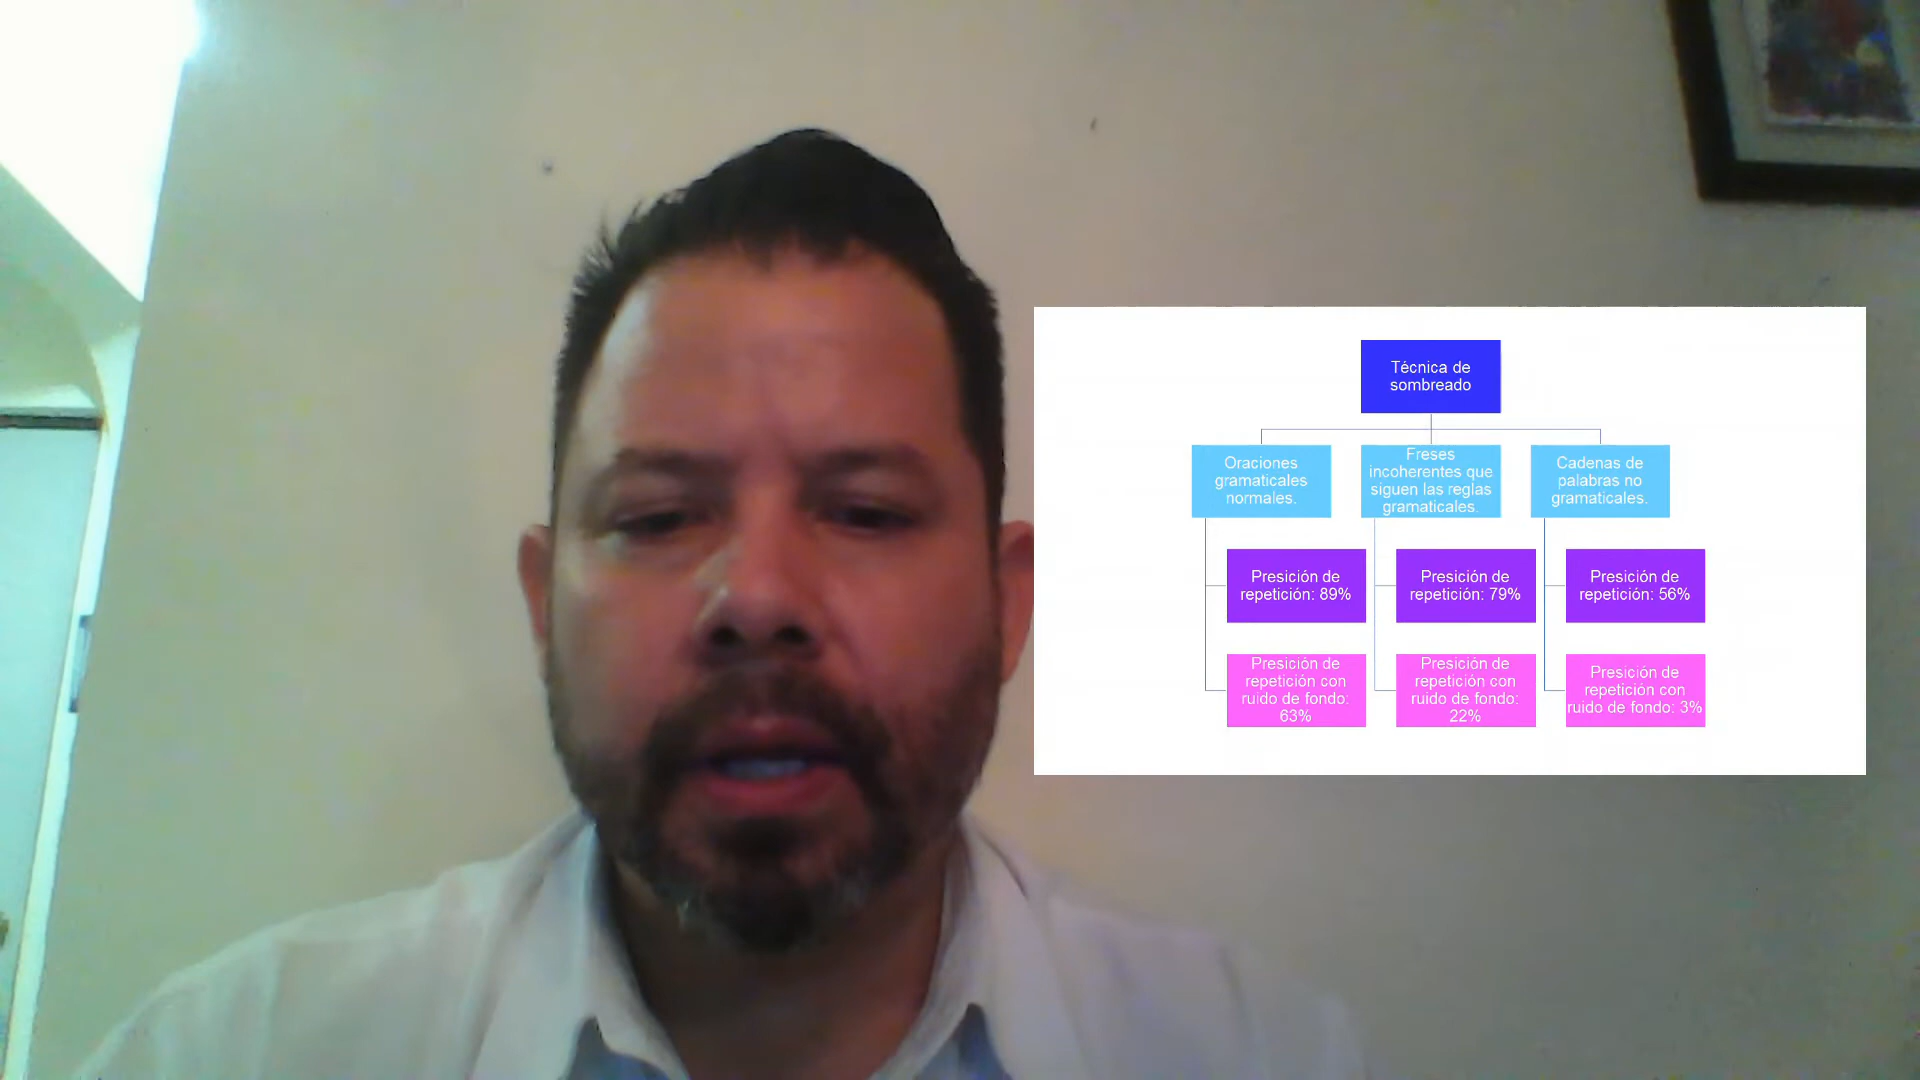 Técnica de
sombreado
Oraciones
gramaticales
normales.
Freses
incoherentes que
siguen las reglas
gramaticales.
Cadenas de
palabras no
gramaticales.
Presición de
repetición: 89%
Presición de
repetición: 79%
Presición de
repetición: 56%
Presición de
repetición con
ruido de fondo:
63%
Presición de
repetición con
ruido de fondo:
22%
Presición de
repetición con
ruido de fondo: 3%